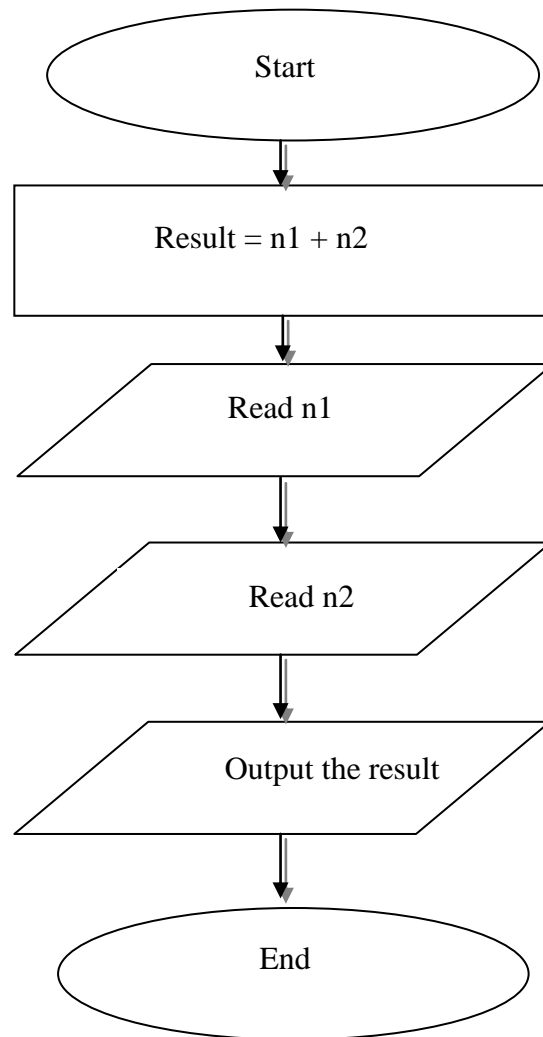 Start
Result = n1 + n2
Read n1
Read n2
Output the result
End